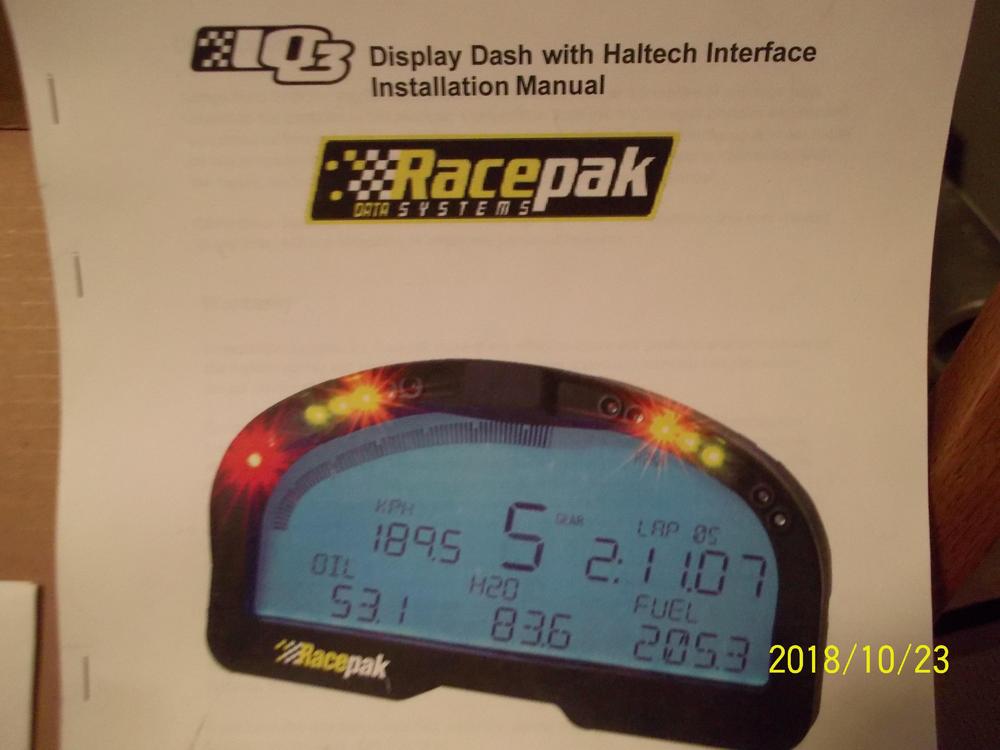 IQ3 Display Dash with Haltech Interface
Installation Manual
Racepak
DATA SYSTEMS
KPH
189.5
5
GEAR
LAP 05
2:11.07
OIL
53.1
H20
83.6
FUEL
205.3
Racepak
2018/10/23